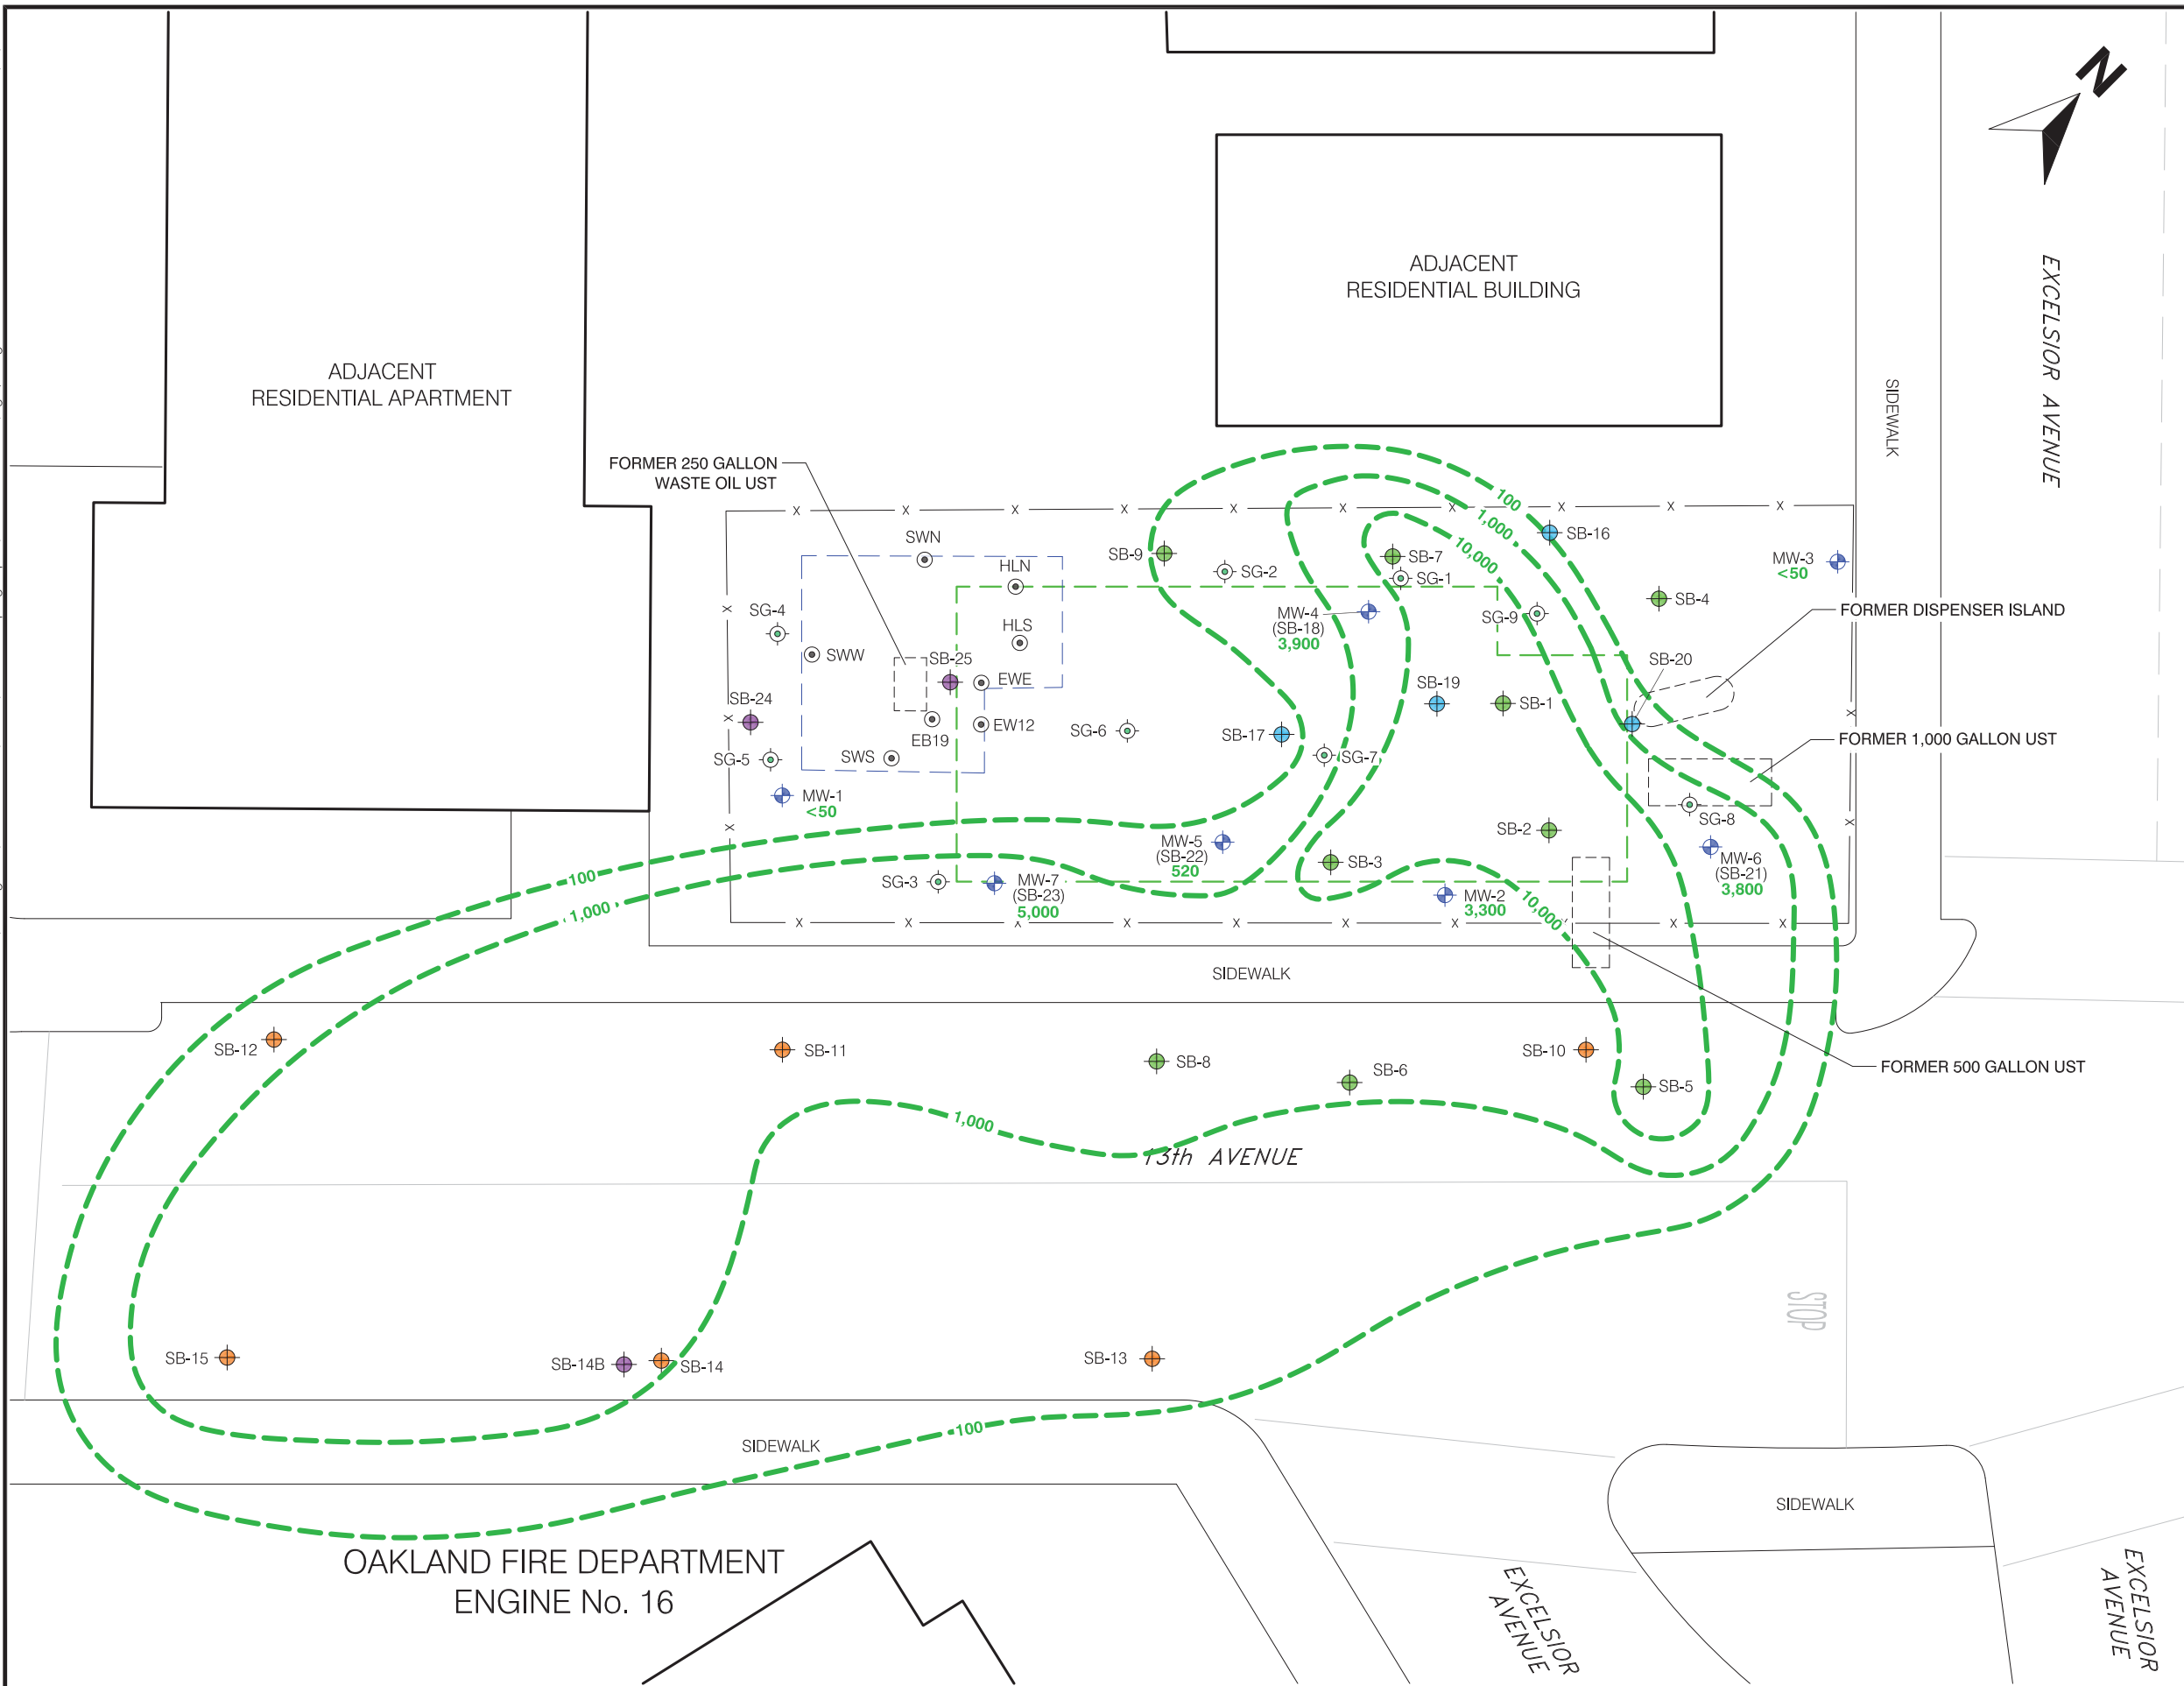 N
EXCELSIOR AVENUE
ADJACENT
RESIDENTIAL BUILDING
ADJACENT
RESIDENTIAL APARTMENT
SIDEWALK
FORMER 250 GALLON
WASTE OIL UST
100
1,000
10,000
SWN
SB-9
SG-2
SB-7
SG-1
SB-16
MW-3
<50
HLN
SG-4
HLS
MW-4
(SB-18)
3,900
SG-9
SB-4
FORMER DISPENSER ISLAND
SWW
SB-25
EWE
SB-20
SB-24
SB-19
SB-1
EB19
EW12
SG-6
SB-17
SG-7
FORMER 1,000 GALLON UST
SG-5
SWS
MW-1
<50
SG-8
SB-2
MW-5
(SB-22)
520
SB-3
MW-6
(SB-21)
3,800
100
1,000
SG-3
MW-7
(SB-23)
5,000
MW-2
3,300
10,000
SIDEWALK
SB-12
SB-11
SB-8
SB-6
SB-10
SB-5
FORMER 500 GALLON UST
1,000
13th AVENUE
STOP
SB-15
SB-14B
SB-14
SB-13
100
SIDEWALK
SIDEWALK
OAKLAND FIRE DEPARTMENT
ENGINE No. 16
EXCELSIOR
AVENUE
EXCELSIOR
AVENUE